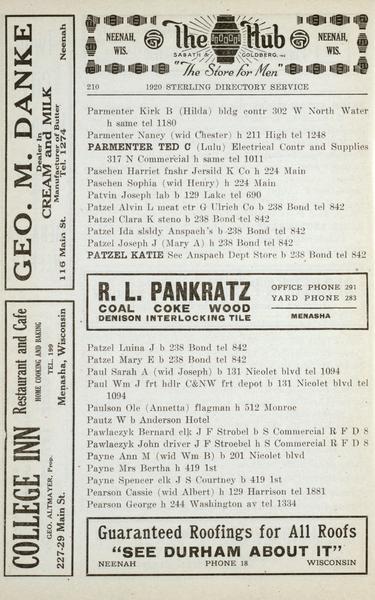 The Hub
NEENAH, WIS.
NEENAH, WIS.
SABATH & GOLDBERG, INC
"The Store for Men"
210 1920 STERLING DIRECTORY SERVICE
Parmenter Kirk B (Hilda) bldg contr 302 W North Water
h same tel 1180
Parmenter Nancy (wid Chester) h 211 High tel 1248
PARMENTER TED C (Lulu) Electrical Contr and Supplies
317 N Commercial h same tel 1011
Paschen Harriet fnshr Jersild K Co h 224 Main
Paschen Sophia (wid Henry) h 224 Main
Patvin Joseph lab b 129 Lake tel 690
Patzel Alvin L meat ctr G Ulrich Co b 238 Bond tel 842
Patzel Clara K steno b 238 Bond tel 842
Patzel Ida slsldy Anspach's b 238 Bond tel 842
Patzel Joseph J (Mary A) h 238 Bond tel 842
PATZEL KATIE See Anspach Dept Store b 238 Bond tel 842
R. L. PANKRATZ
COAL COKE WOOD
DENISON INTERLOCKING TILE
OFFICE PHONE 291
YARD PHONE 283
MENASHA
Patzel Luina J b 238 Bond tel 842
Patzel Mary E b 238 Bond tel 842
Paul Sarah A (wid Joseph) b 131 Nicolet blvd tel 1094
Paul Wm J frt hdlr C&NW frt depot b 131 Nicolet blvd tel
1094
Paulson Ole (Annetta) flagman h 512 Monroe
Pautz W b Anderson Hotel
Pawlaczyk Bernard elk J F Strobel b S Commercial R F D 8
Pawlaczyk John driver J F Stroebel h S Commercial R F D 8
Payne Ann M (wid Wm B) b 201 Nicolet blvd
Payne Mrs Bertha h 419 1st
Payne Spencer elk J S Courtney b 419 1st
Pearson Cassie (wid Albert) h 129 Harrison tel 1881
Pearson George h 244 Washington av tel 1334
Guaranteed Roofings for All Roofs
"SEE DURHAM ABOUT IT"
NEENAH PHONE 18 WISCONSIN
GEO. M. DANKE
Dealer In
CREAM and MILK
Manufacturer of Butter
Tel. 1274
116 Main St. Neenah
COLLEGE INN Restaurant and Cafe
HOME COOKING AND BAKING
GEO. ALTMAYER, Prop. TEL. 199
227-29 Main St. Menasha, Wisconsin